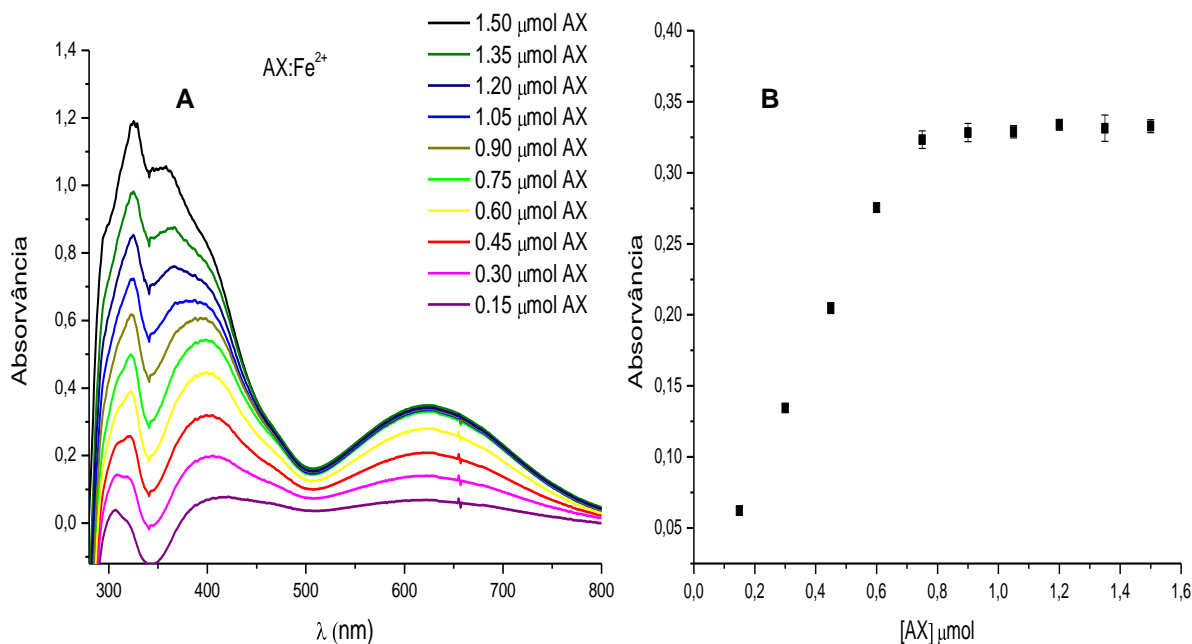 AX:Fe2+
A
1.50 μmol AX
1.35 μmol AX
1.20 μmol AX
1.05 μmol AX
0.90 μmol AX
0.75 μmol AX
0.60 μmol AX
0.45 μmol AX
0.30 μmol AX
0.15 μmol AX
Absorvância
1,4
1,2
1,0
0,8
0,6
0,4
0,2
0,0
300 400 500 600 700 800
λ (nm)
B
Absorvância
0,40
0,35
0,30
0,25
0,20
0,15
0,10
0,05
0,0 0,2 0,4 0,6 0,8 1,0 1,2 1,4 1,6
[AX] μmol